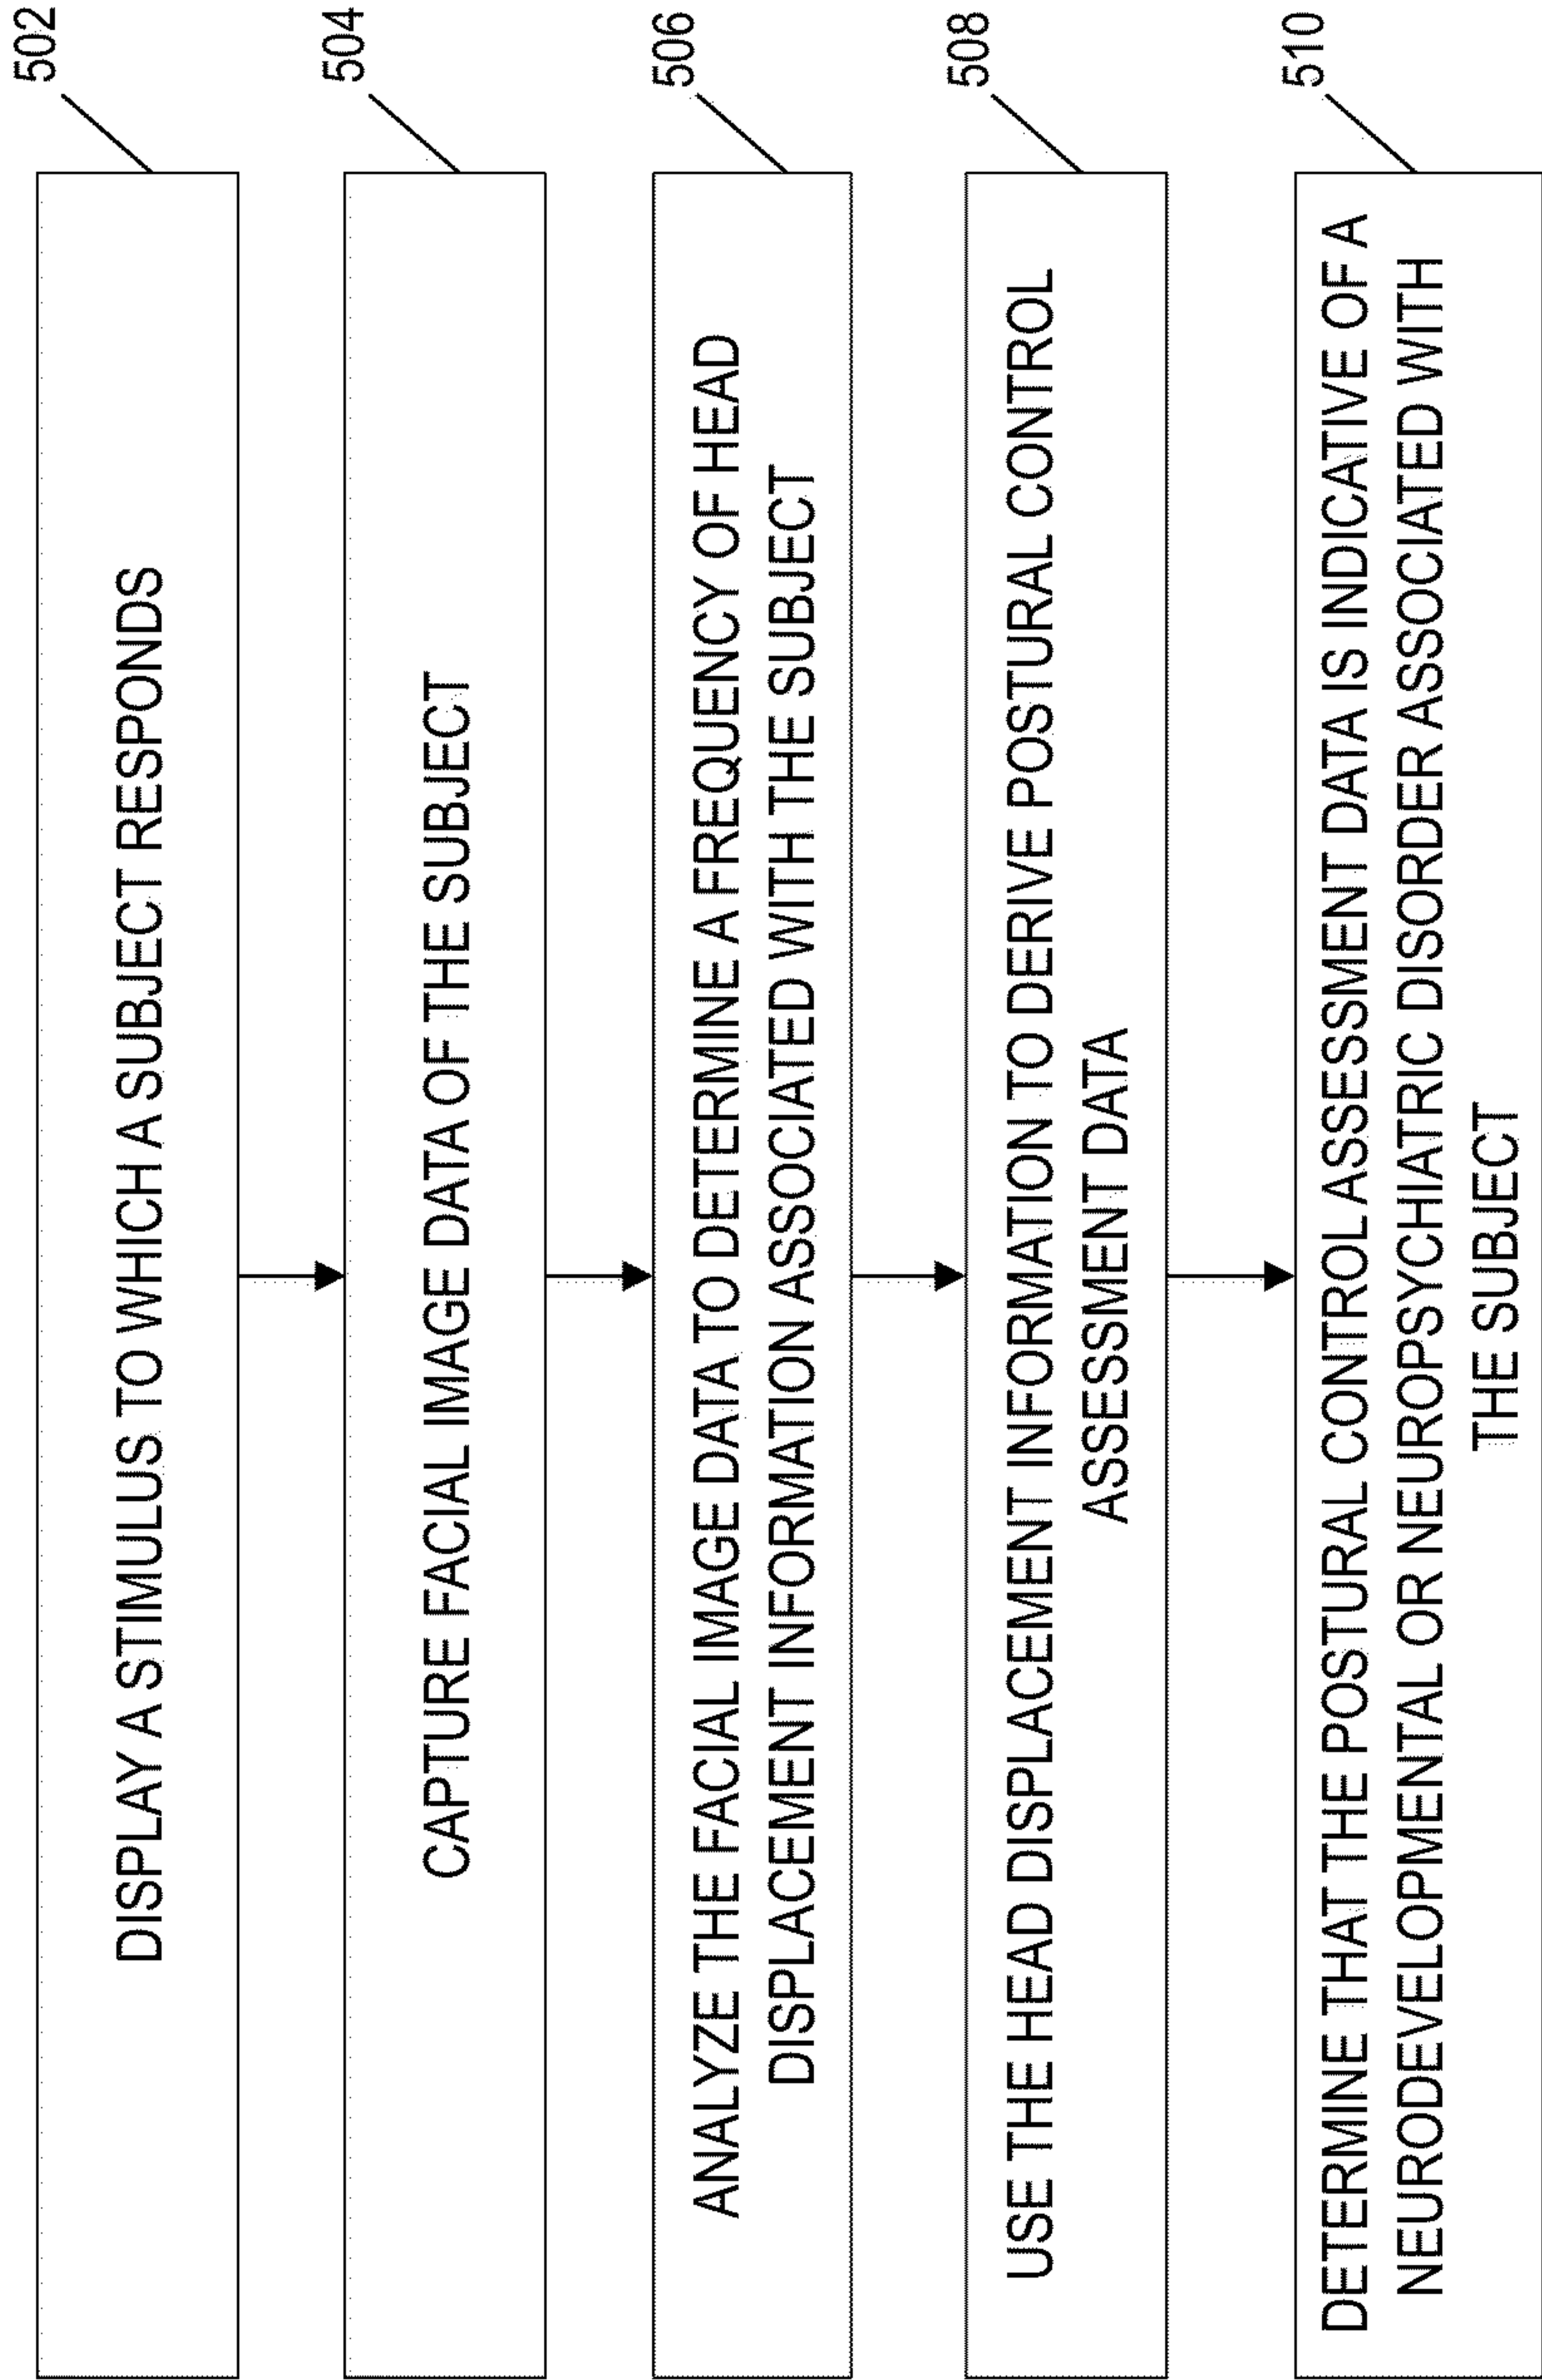 502
DISPLAY A STIMULUS TO WHICH A SUBJECT RESPONDS
504
CAPTURE FACIAL IMAGE DATA OF THE SUBJECT
506
ANALYZE THE FACIAL IMAGE DATA TO DETERMINE A FREQUENCY OF HEAD
DISPLACEMENT INFORMATION ASSOCIATED WITH THE SUBJECT
508
USE THE HEAD DISPLACEMENT INFORMATION TO DERIVE POSTURAL CONTROL
ASSESSMENT DATA
510
DETERMINE THAT THE POSTURAL CONTROL ASSESSMENT DATA IS INDICATIVE OF A
NEURODEVELOPMENTAL OR NEUROPSYCHIATRIC DISORDER ASSOCIATED WITH
THE SUBJECT